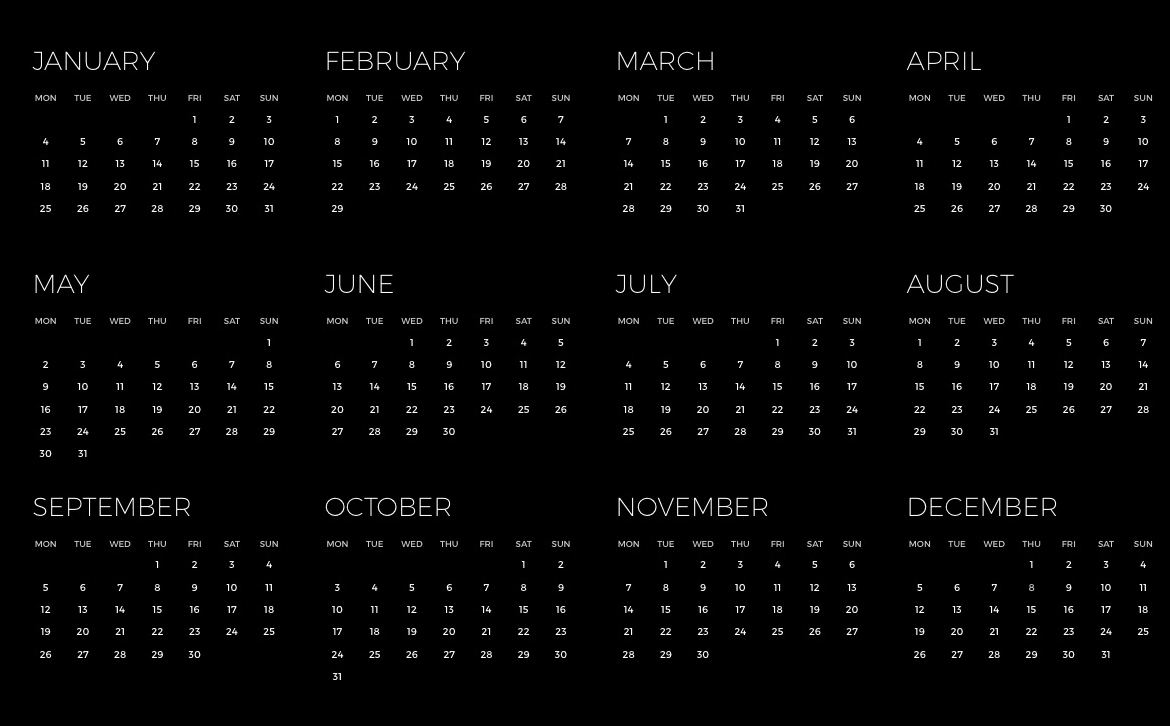 JANUARY
MON TUE WED THU FRI SAT SUN
1 2 3
4 5 6 7 8 9 10
11 12 13 14 15 16 17
18 19 20 21 22 23 24
25 26 27 28 29 30 31
FEBRUARY
MON TUE WED THU FRI SAT SUN
1 2 3 4 5 6 7
8 9 10 11 12 13 14
15 16 17 18 19 20 21
22 23 24 25 26 27 28
29
MARCH
MON TUE WED THU FRI SAT SUN
1 2 3 4 5 6
7 8 9 10 11 12 13
14 15 16 17 18 19 20
21 22 23 24 25 26 27
28 29 30 31
APRIL
MON TUE WED THU FRI SAT SUN
1 2 3
4 5 6 7 8 9 10
11 12 13 14 15 16 17
18 19 20 21 22 23 24
25 26 27 28 29 30
MAY
MON TUE WED THU FRI SAT SUN
1
2 3 4 5 6 7 8
9 10 11 12 13 14 15
16 17 18 19 20 21 22
23 24 25 26 27 28 29
30 31
JUNE
MON TUE WED THU FRI SAT SUN
1 2 3 4 5
6 7 8 9 10 11 12
13 14 15 16 17 18 19
20 21 22 23 24 25 26
27 28 29 30
JULY
MON TUE WED THU FRI SAT SUN
1 2 3
4 5 6 7 8 9 10
11 12 13 14 15 16 17
18 19 20 21 22 23 24
25 26 27 28 29 30 31
AUGUST
MON TUE WED THU FRI SAT SUN
1 2 3 4 5 6 7
8 9 10 11 12 13 14
15 16 17 18 19 20 21
22 23 24 25 26 27 28
29 30 31
SEPTEMBER
MON TUE WED THU FRI SAT SUN
1 2 3 4
5 6 7 8 9 10 11
12 13 14 15 16 17 18
19 20 21 22 23 24 25
26 27 28 29 30
OCTOBER
MON TUE WED THU FRI SAT SUN
1 2
3 4 5 6 7 8 9
10 11 12 13 14 15 16
17 18 19 20 21 22 23
24 25 26 27 28 29 30
31
NOVEMBER
MON TUE WED THU FRI SAT SUN
1 2 3 4 5 6
7 8 9 10 11 12 13
14 15 16 17 18 19 20
21 22 23 24 25 26 27
28 29 30
DECEMBER
MON TUE WED THU FRI SAT SUN
1 2 3 4
5 6 7 8 9 10 11
12 13 14 15 16 17 18
19 20 21 22 23 24 25
26 27 28 29 30 31